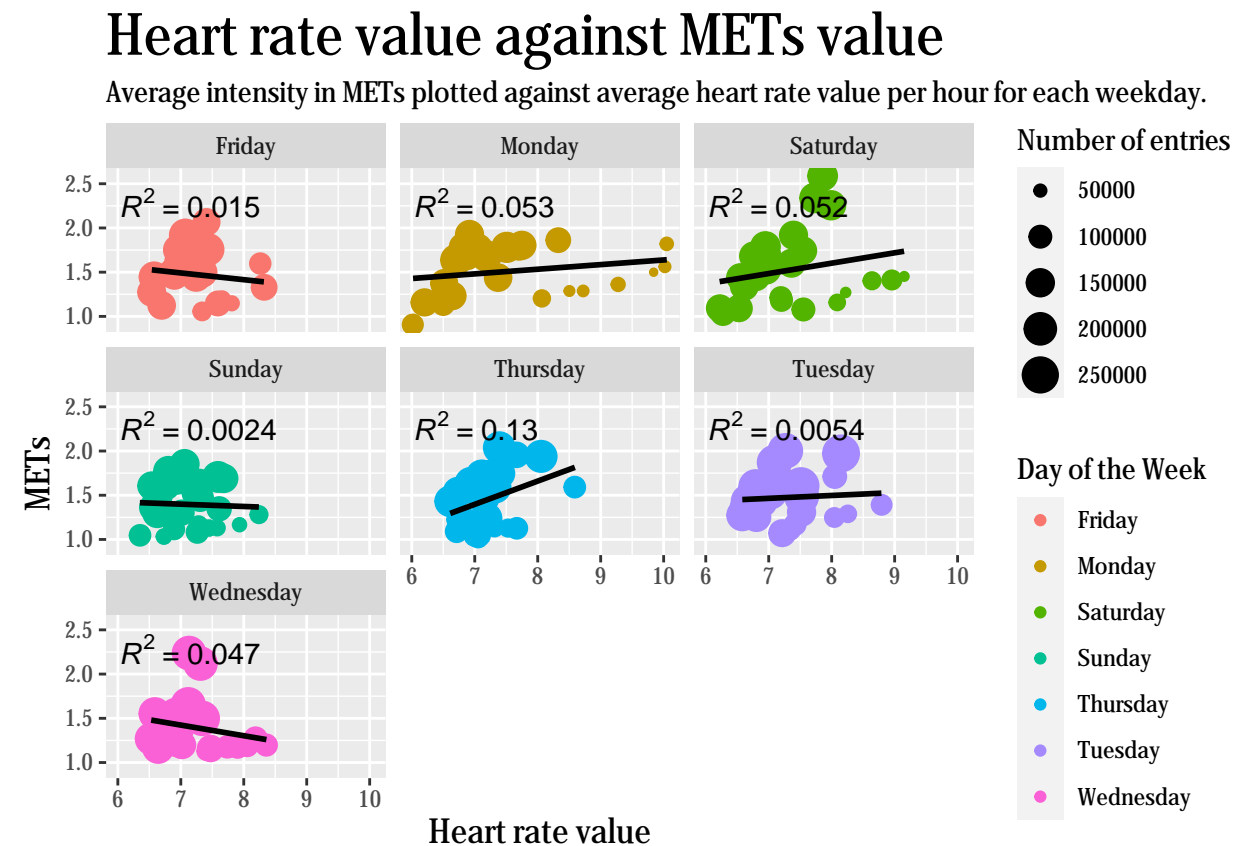 Heart rate value against METs value
Average intensity in METs plotted against average heart rate value per hour for each weekday.
Friday
Monday
Saturday
R² = 0.015
R² = 0.053
R² = 0.052
2.5
2.0
1.5
1.0
Sunday
Thursday
Tuesday
R² = 0.0024
R² = 0.13
R² = 0.0054
2.5
2.0
1.5
1.0
6 7 8 9 10
6 7 8 9 10
Wednesday
R² = 0.047
2.5
2.0
1.5
1.0
6 7 8 9 10
METs
Heart rate value
Number of entries
50000
100000
150000
200000
250000
Day of the Week
Friday
Monday
Saturday
Sunday
Thursday
Tuesday
Wednesday